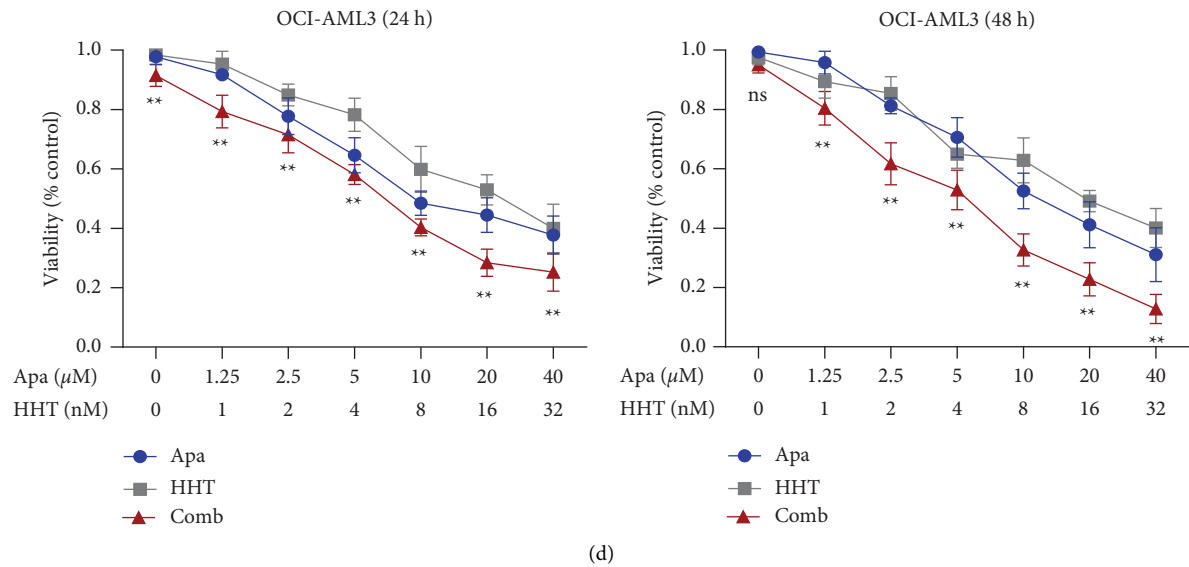 OCI-AML3 (24 h)
Viability (% control)
1.0
0.8
0.6
0.4
0.2
0.0
** ** ** ** ** ** **
Apa (µM) 0 1.25 2.5 5 10 20 40
HHT (nM) 0 1 2 4 8 16 32
Apa
HHT
Comb
OCI-AML3 (48 h)
Viability (% control)
1.0
0.8
0.6
0.4
0.2
0.0
ns ** ** ** ** ** **
Apa (µM) 0 1.25 2.5 5 10 20 40
HHT (nM) 0 1 2 4 8 16 32
Apa
HHT
Comb
(d)